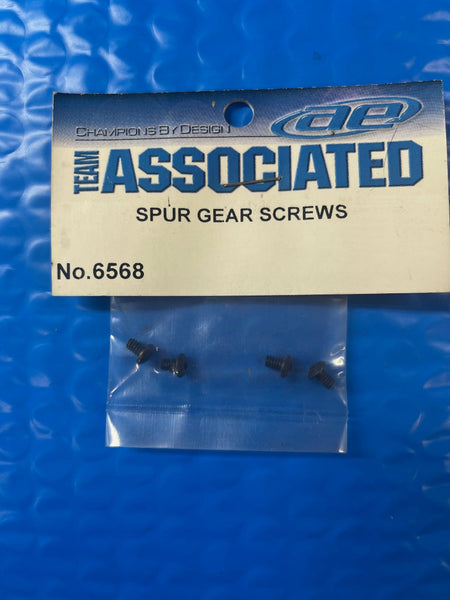 CHAMPIONS BY DESIGN
ae
TEAM
ASSOCIATED
SPUR GEAR SCREWS
No.6568